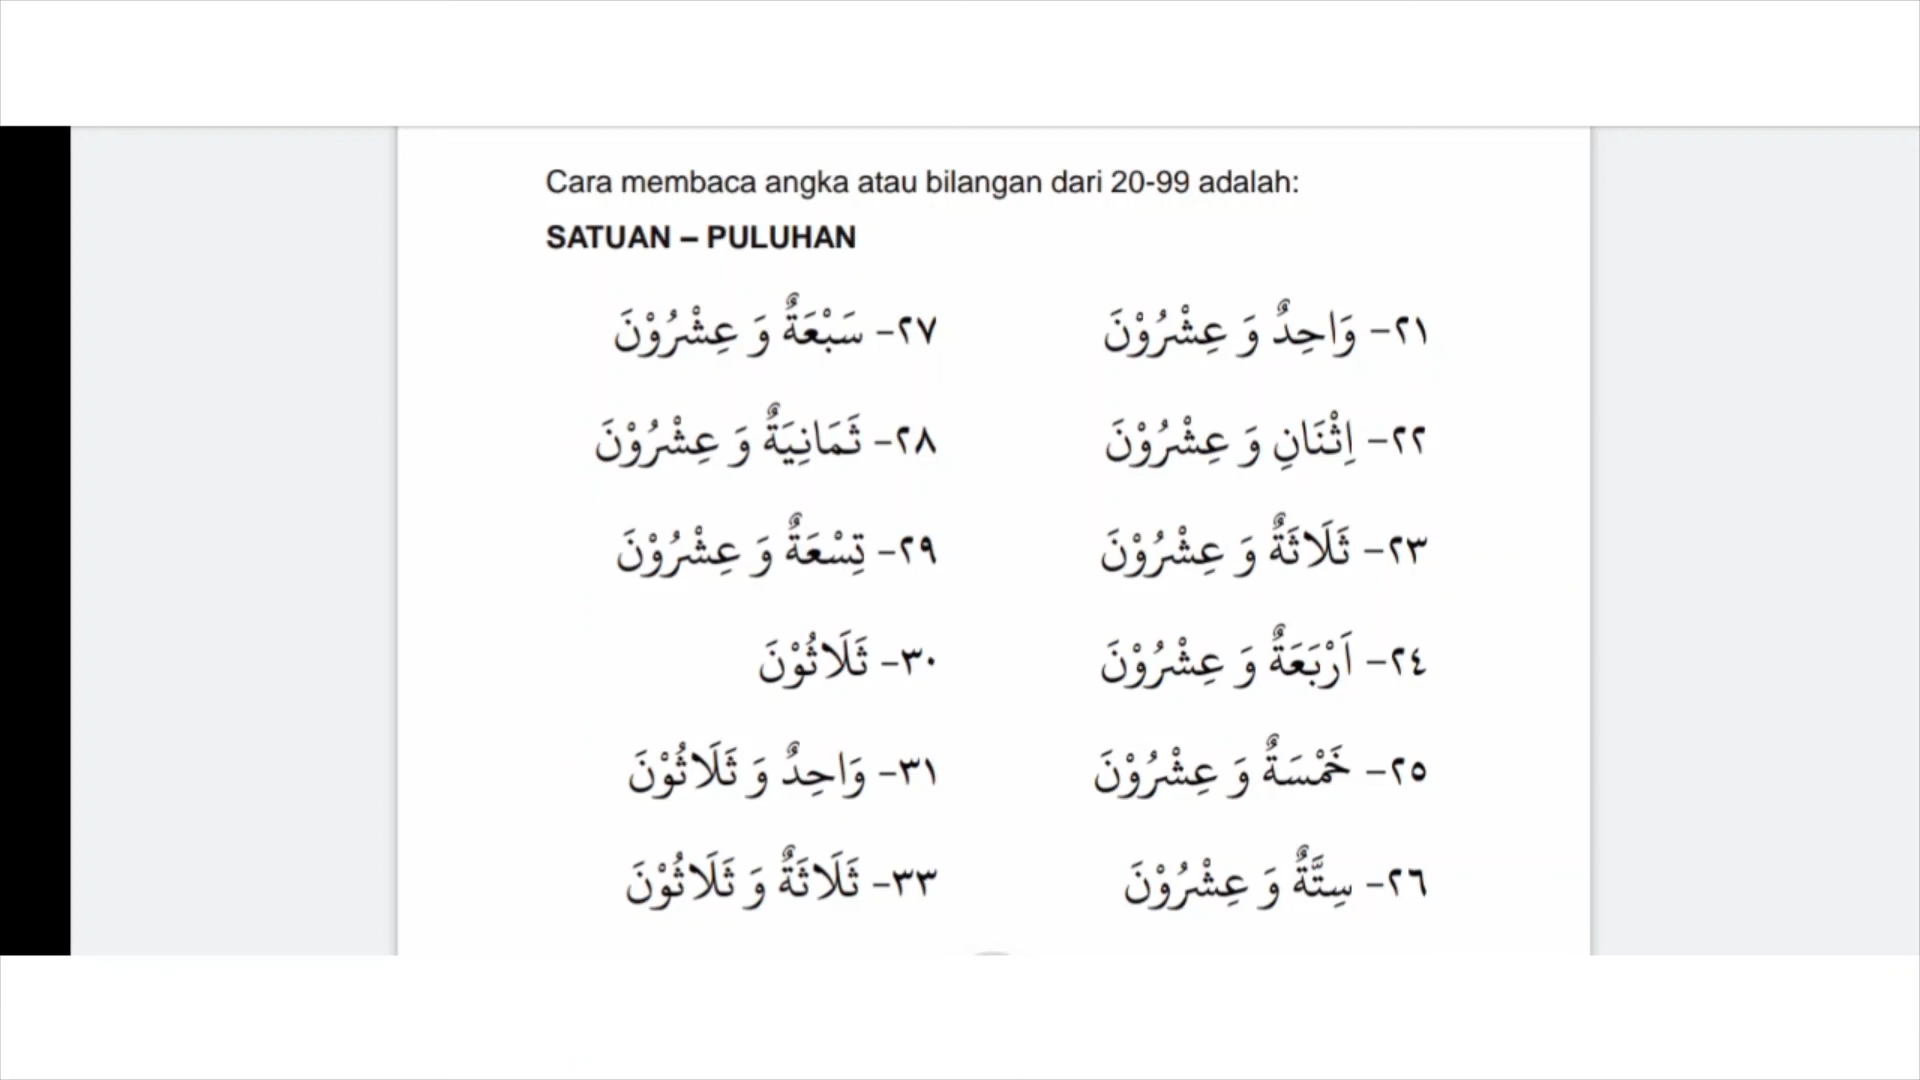 Cara membaca angka atau bilangan dari 20-99 adalah:
SATUAN – PULUHAN
٢١- وَاحِدٌ وَ عِشْرُوْنَ
٢٢- اِثْنَانِ وَ عِشْرُوْنَ
٢٣- ثَلَاثَةٌ وَ عِشْرُوْنَ
٢٤- اَرْبَعَةٌ وَ عِشْرُوْنَ
٢٥- خَمْسَةٌ وَ عِشْرُوْنَ
٢٦- سِتَّةٌ وَ عِشْرُوْنَ
٢٧- سَبْعَةٌ وَ عِشْرُوْنَ
٢٨- ثَمَانِيَةٌ وَ عِشْرُوْنَ
٢٩- تِسْعَةٌ وَ عِشْرُوْنَ
٣٠- ثَلَاثُوْنَ
٣١- وَاحِدٌ وَ ثَلَاثُوْنَ
٣٣- ثَلَاثَةٌ وَ ثَلَاثُوْنَ